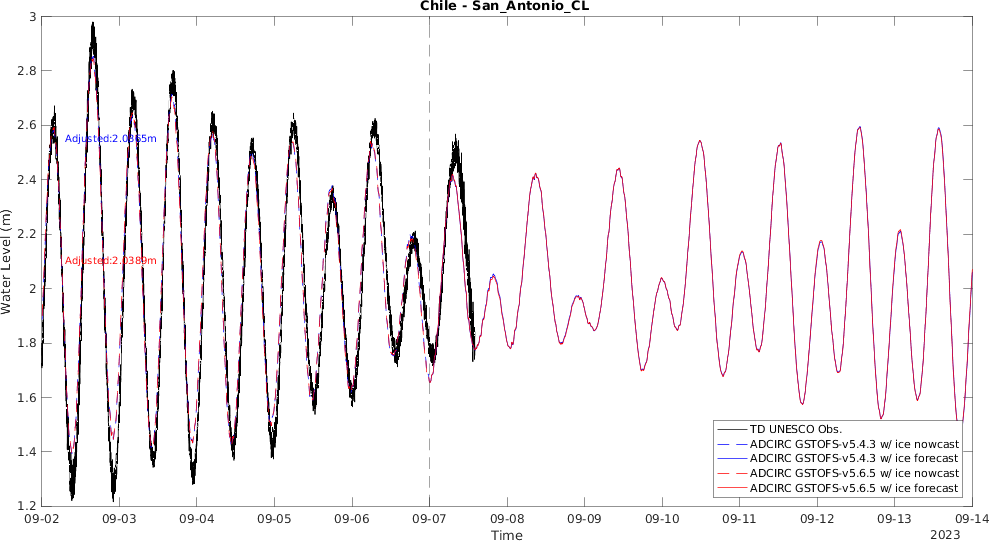 Chile - San_Antonio_CL
3
2.8
2.6
2.4
2.2
2
1.8
1.6
1.4
1.2
Water Level (m)
Adjusted:2.0365m
Adjusted:2.0389m
TD UNESCO Obs.
ADCIRC GSTOFS-v5.4.3 w/ ice nowcast
ADCIRC GSTOFS-v5.4.3 w/ ice forecast
ADCIRC GSTOFS-v5.6.5 w/ ice nowcast
ADCIRC GSTOFS-v5.6.5 w/ ice forecast
09-02 09-03 09-04 09-05 09-06 09-07 09-08 09-09 09-10 09-11 09-12 09-13 09-14
Time
2023